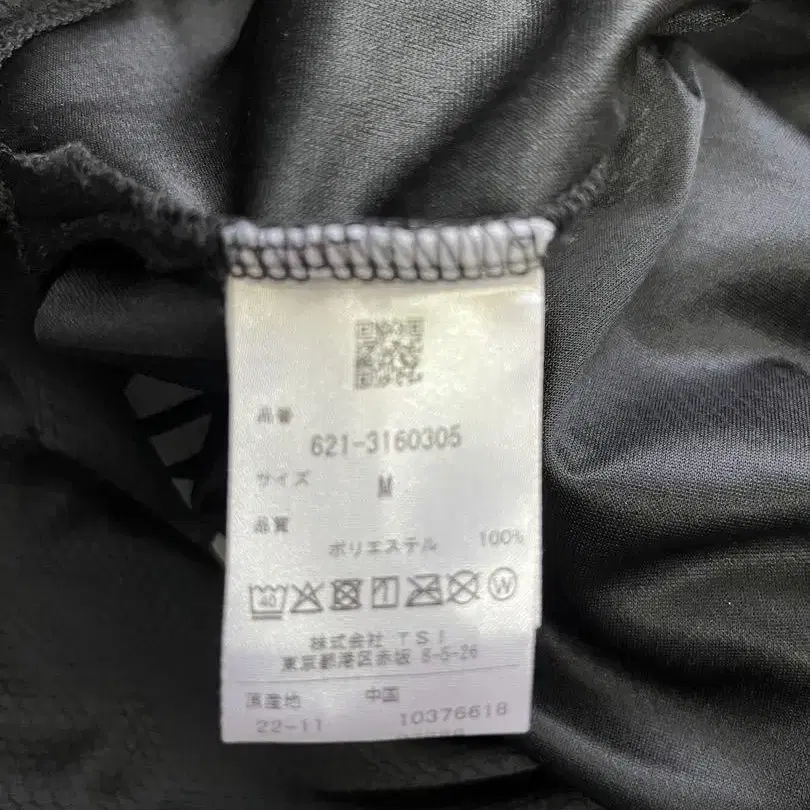 品番
621-3160305
サイズ
M
品質
ポリエステル 100%
40 W
株式会社 TSI
東京都港区赤坂 8-5-26
原産地 中国
22-11 10376618